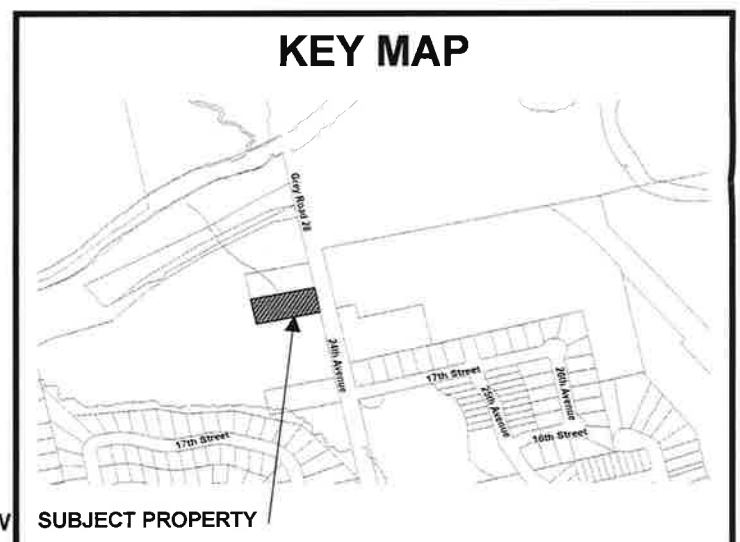 KEY MAP
Grey Road 28
24th Avenue
17th Street
25th Avenue
26th Avenue
16th Street
17th Street
V
SUBJECT PROPERTY